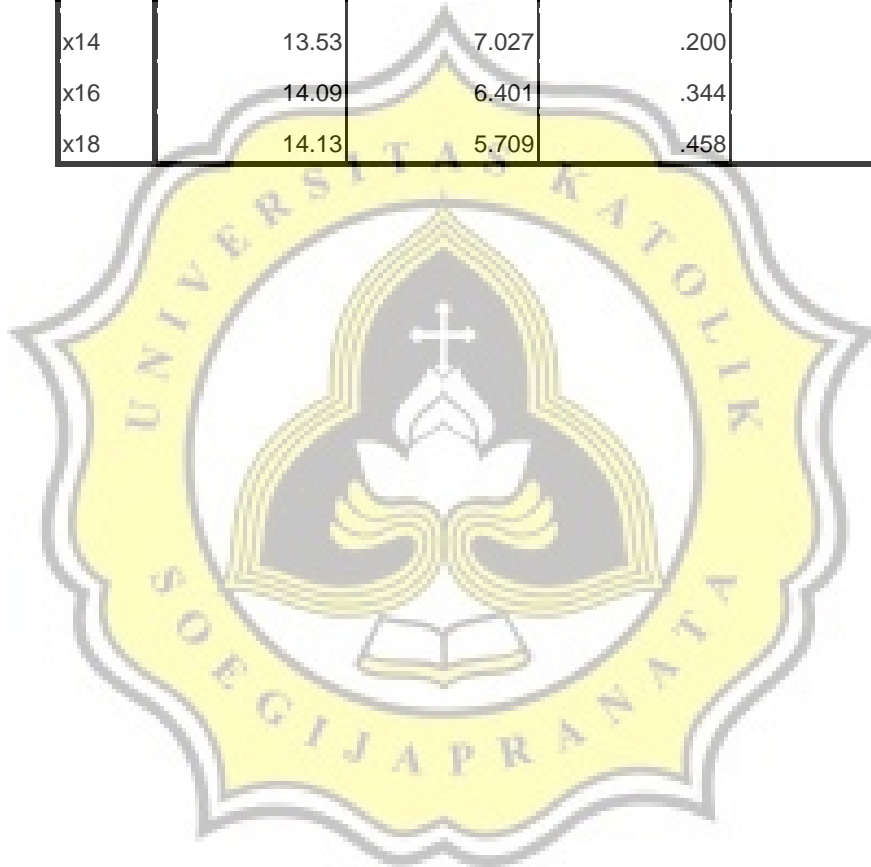 x14 13.53 7.027 .200
x16 14.09 6.401 .344
x18 14.13 5.709 .458
UNIVERSITAS KATOLIK
SOEGIJAPRANATA